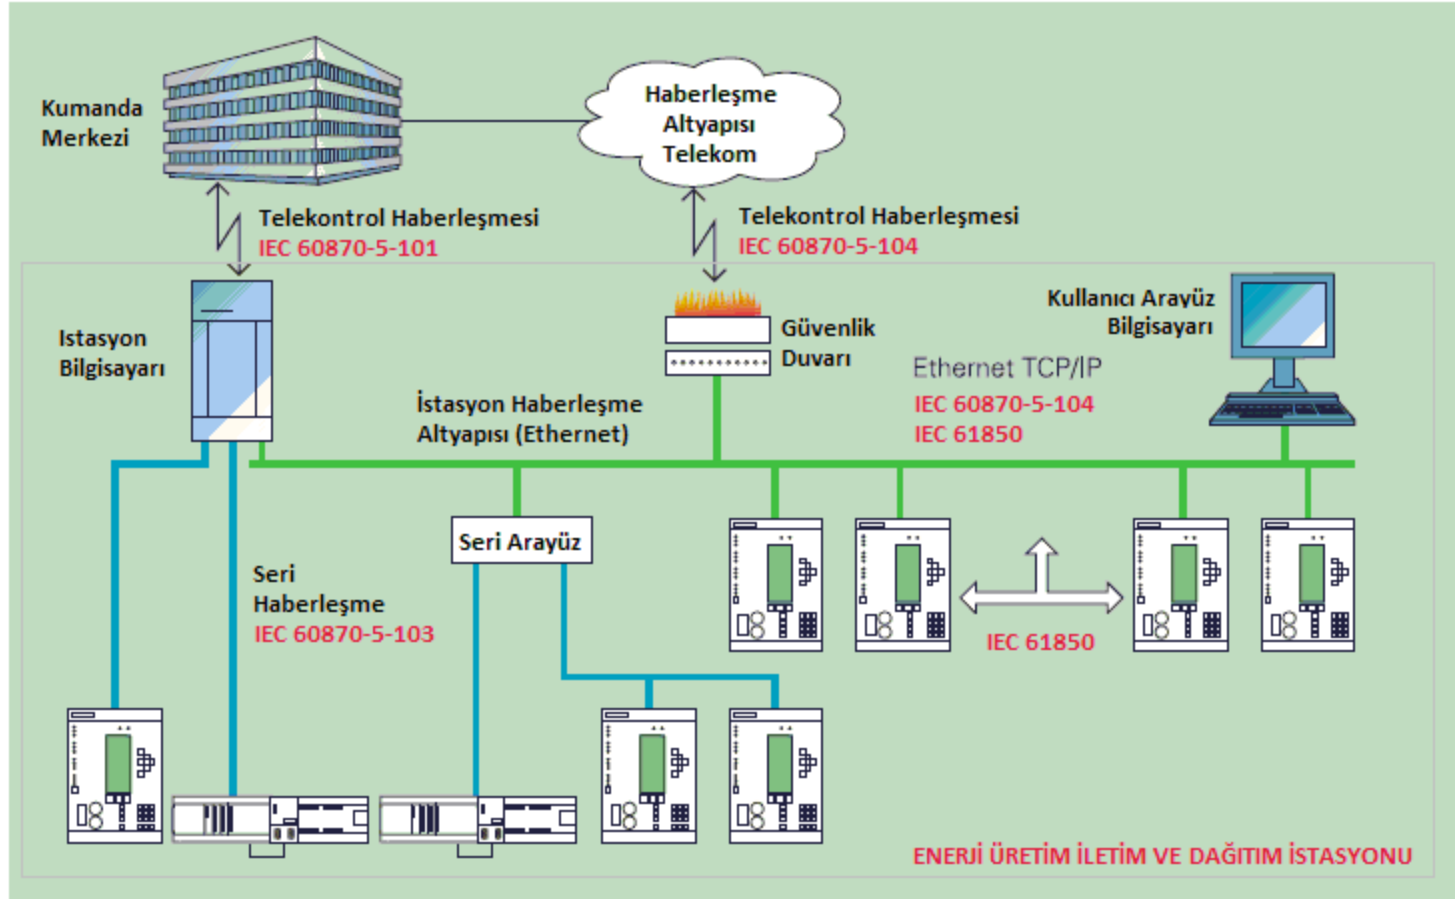 Kumanda
Merkezi
Haberleşme
Altyapısı
Telekom
Telekontrol Haberleşmesi
IEC 60870-5-101
Telekontrol Haberleşmesi
IEC 60870-5-104
Istasyon
Bilgisayarı
Güvenlik
Duvarı
Kullanıcı Arayüz
Bilgisayarı
Ethernet TCP/IP
IEC 60870-5-104
IEC 61850
İstasyon Haberleşme
Altyapısı (Ethernet)
Seri Arayüz
Seri
Haberleşme
IEC 60870-5-103
IEC 61850
ENERJİ ÜRETİM İLETİM VE DAĞITIM İSTASYONU